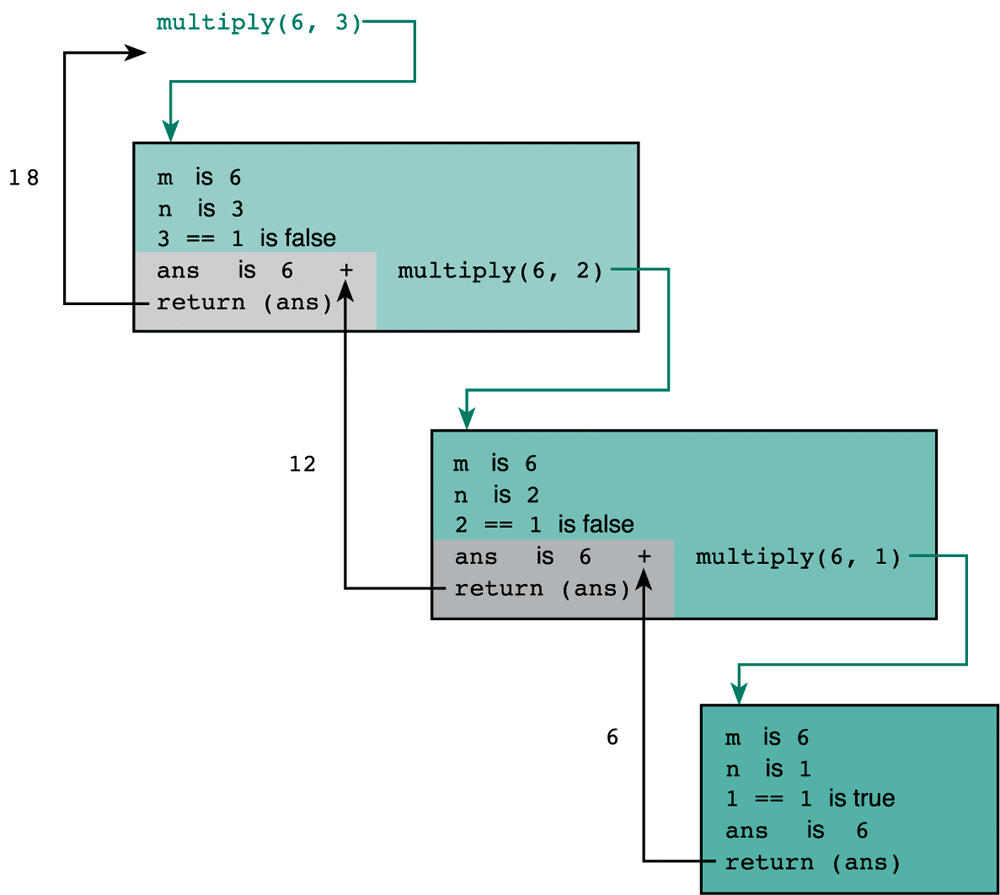 multiply(6, 3)
18
m is 6
n is 3
3 == 1 is false
ans is 6 + multiply(6, 2)
return (ans)
12
m is 6
n is 2
2 == 1 is false
ans is 6 + multiply(6, 1)
return (ans)
6
m is 6
n is 1
1 == 1 is true
ans is 6
return (ans)